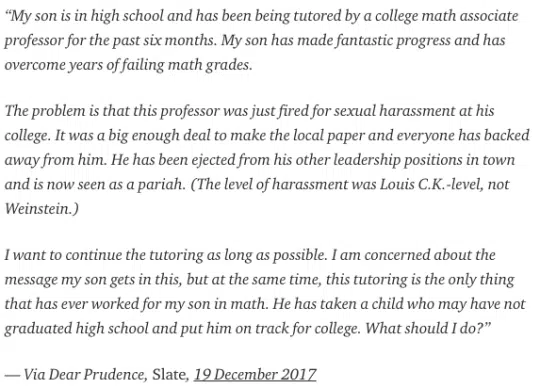 “My son is in high school and has been being tutored by a college math associate
professor for the past six months. My son has made fantastic progress and has
overcome years of failing math grades.
The problem is that this professor was just fired for sexual harassment at his
college. It was a big enough deal to make the local paper and everyone has backed
away from him. He has been ejected from his other leadership positions in town
and is now seen as a pariah. (The level of harassment was Louis C.K.-level, not
Weinstein.)
I want to continue the tutoring as long as possible. I am concerned about the
message my son gets in this, but at the same time, this tutoring is the only thing
that has ever worked for my son in math. He has taken a child who may have not
graduated high school and put him on track for college. What should I do?”
— Via Dear Prudence, Slate, 19 December 2017